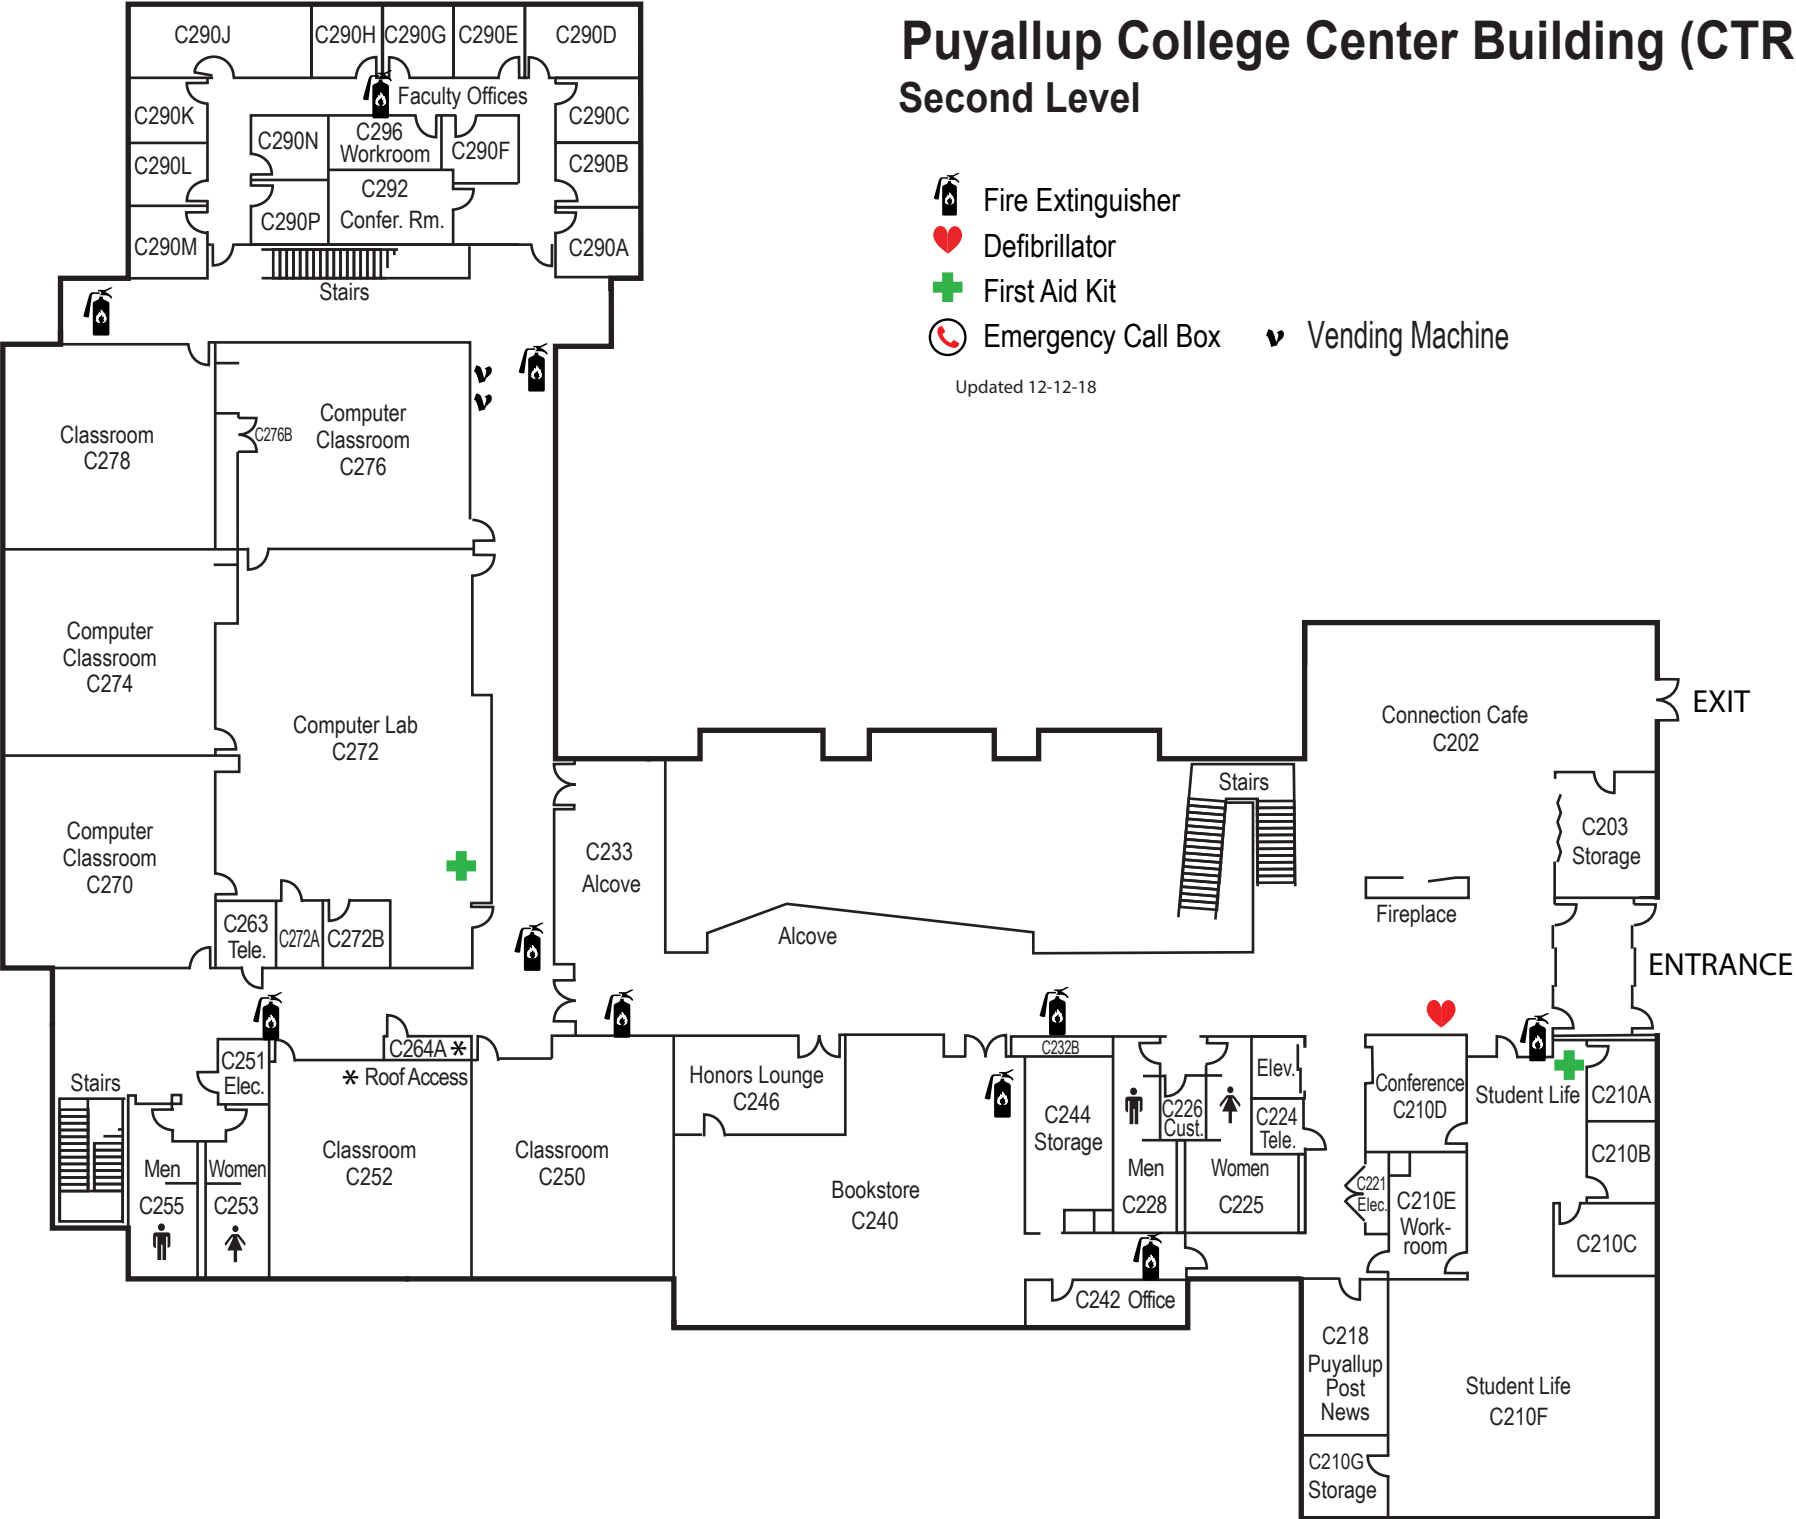 Puyallup College Center Building (CTR
Second Level
Fire Extinguisher
Defibrillator
First Aid Kit
Emergency Call Box
Vending Machine
Updated 12-12-18
C290J
C290H
C290G
C290E
C290D
Faculty Offices
C290K
C290C
C290N
C296
Workroom
C290F
C290L
C290B
C292
Confer. Rm.
C290P
C290M
C290A
Stairs
Classroom
C278
C276B
Computer
Classroom
C276
Computer
Classroom
C274
Computer Lab
C272
Computer
Classroom
C270
C263
Tele.
C272A
C272B
C233
Alcove
Alcove
Stairs
Connection Cafe
C202
EXIT
C203
Storage
Fireplace
ENTRANCE
C264A *
* Roof Access
C251
Elec.
Stairs
Men
C255
Women
C253
Classroom
C252
Classroom
C250
Honors Lounge
C246
Bookstore
C240
C232B
C244
Storage
Men
C228
C226
Cust.
Women
C225
Elev.
C224
Tele.
C242 Office
Conference
C210D
Student Life
C210A
C210B
C210C
C221
Elec.
C210E
Work-
room
C218
Puyallup
Post
News
Student Life
C210F
C210G
Storage